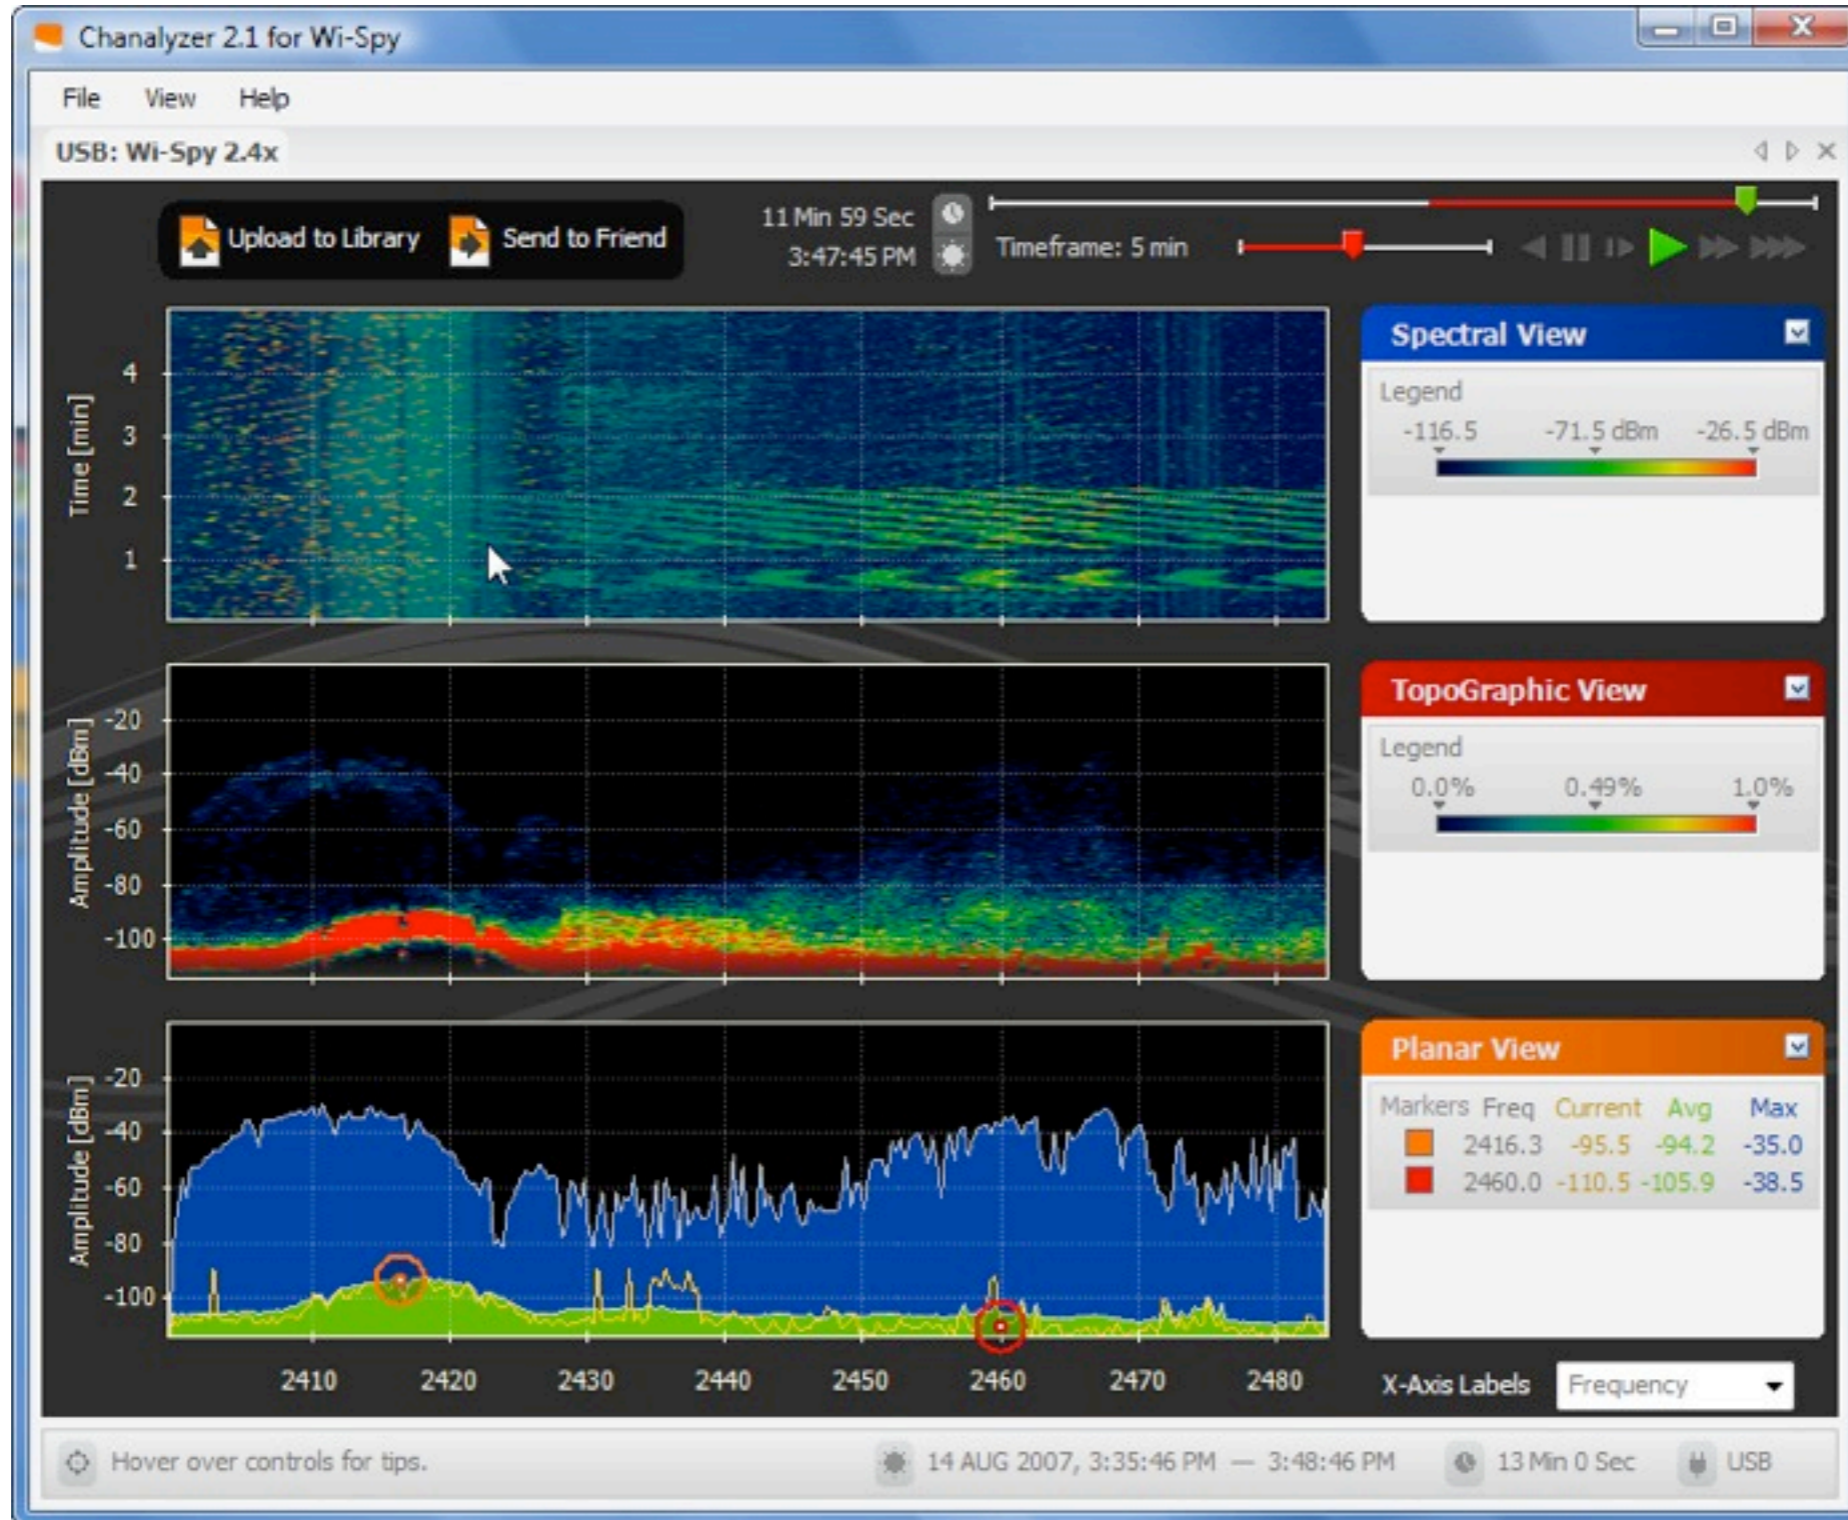 Chanalyzer 2.1 for Wi-Spy
File View Help
USB: Wi-Spy 2.4x
Upload to Library Send to Friend
11 Min 59 Sec
3:47:45 PM
Timeframe: 5 min
Time [min]
4
3
2
1
Spectral View
Legend
-116.5 -71.5 dBm -26.5 dBm
Amplitude [dBm]
-20
-40
-60
-80
-100
TopoGraphic View
Legend
0.0% 0.49% 1.0%
Amplitude [dBm]
-20
-40
-60
-80
-100
2410 2420 2430 2440 2450 2460 2470 2480
Planar View
Markers Freq Current Avg Max
2416.3 -95.5 -94.2 -35.0
2460.0 -110.5 -105.9 -38.5
X-Axis Labels Frequency
Hover over controls for tips. 14 AUG 2007, 3:35:46 PM — 3:48:46 PM 13 Min 0 Sec USB